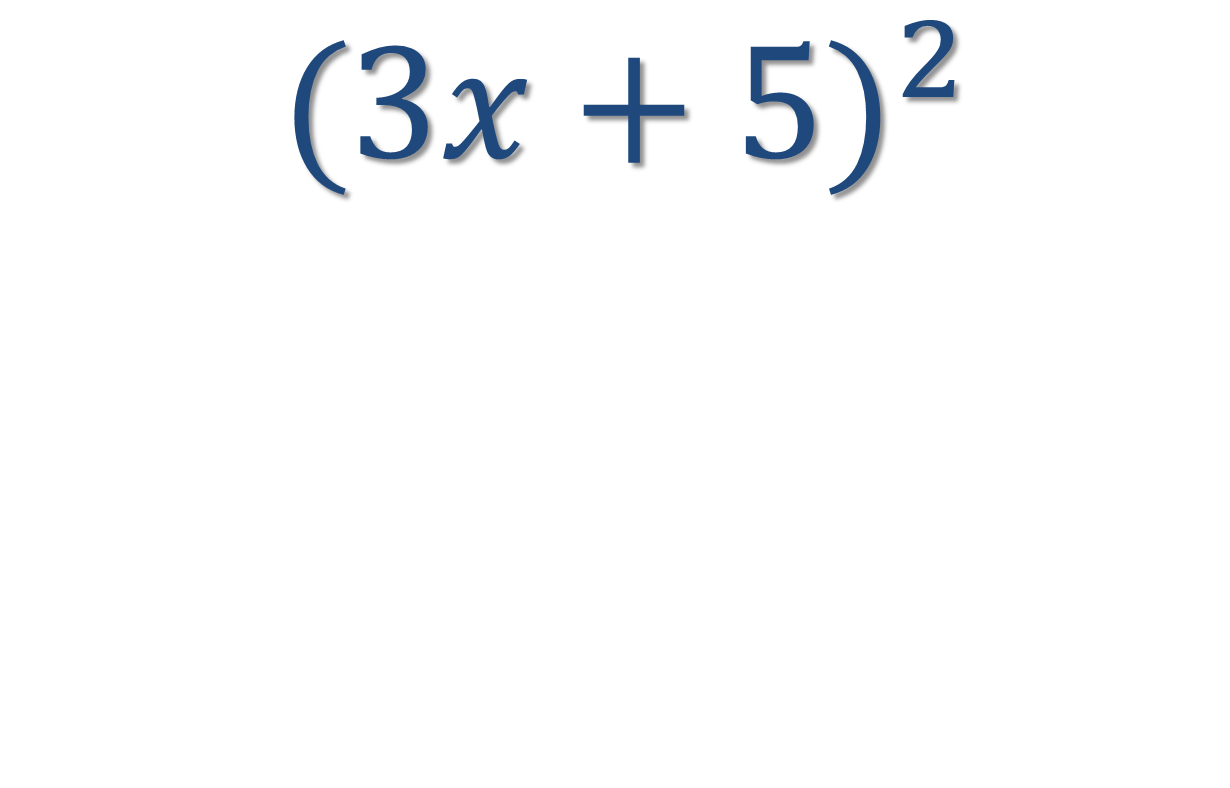 (3x + 5)²